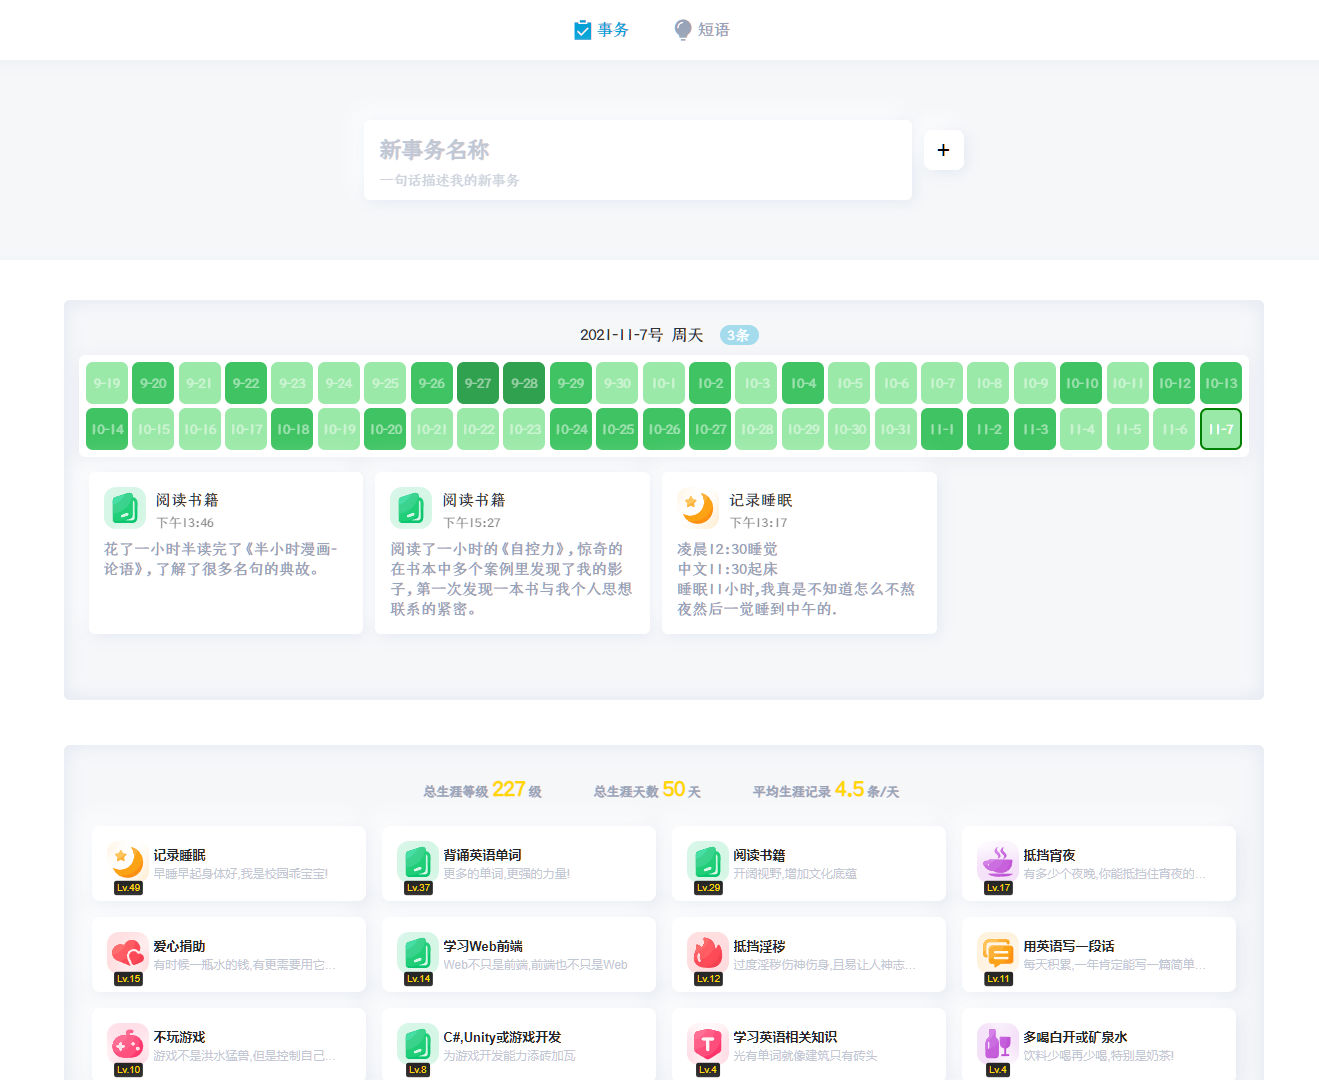 事务 短语
新事务名称
+
一句话描述我的新事务
2021-11-7号 周天 3条
9-19 9-20 9-21 9-22 9-23 9-24 9-25 9-26 9-27 9-28 9-29 9-30 10-1 10-2 10-3 10-4 10-5 10-6 10-7 10-8 10-9 10-10 10-11 10-12 10-13
10-14 10-15 10-16 10-17 10-18 10-19 10-20 10-21 10-22 10-23 10-24 10-25 10-26 10-27 10-28 10-29 10-30 10-31 11-1 11-2 11-3 11-4 11-5 11-6 11-7
阅读书籍
下午13:46
花了一小时半读完了《半小时漫画-
论语》,了解了很多名句的典故。
阅读书籍
下午15:27
阅读了一小时的《自控力》,惊奇的
在书本中多个案例里发现了我的影
子,第一次发现一本书与我个人思想
联系的紧密。
记录睡眠
下午13:17
凌晨12:30睡觉
中文11:30起床
睡眠11小时,我真是不知道怎么不熬
夜然后一觉睡到中午的.
总生涯等级 227 级 总生涯天数 50 天 平均生涯记录 4.5 条/天
记录睡眠
早睡早起身体好,我是校园乖宝宝!
Lv.49
背诵英语单词
更多的单词,更强的力量!
Lv.37
阅读书籍
开阔视野,增加文化底蕴
Lv.29
抵挡宵夜
有多少个夜晚,你能抵挡住宵夜的...
Lv.17
爱心捐助
有时候一瓶水的钱,有更需要用它...
Lv.15
学习Web前端
Web不只是前端,前端也不只是Web
Lv.14
抵挡淫秽
过度淫秽伤神伤身,且易让人神志...
Lv.12
用英语写一段话
每天积累,一年肯定能写一篇简单...
Lv.11
不玩游戏
游戏不是洪水猛兽,但是控制自己...
Lv.10
C#,Unity或游戏开发
为游戏开发能力添砖加瓦
Lv.8
学习英语相关知识
光有单词就像建筑只有砖头
Lv.4
多喝白开或矿泉水
饮料少喝再少喝,特别是奶茶!
Lv.4